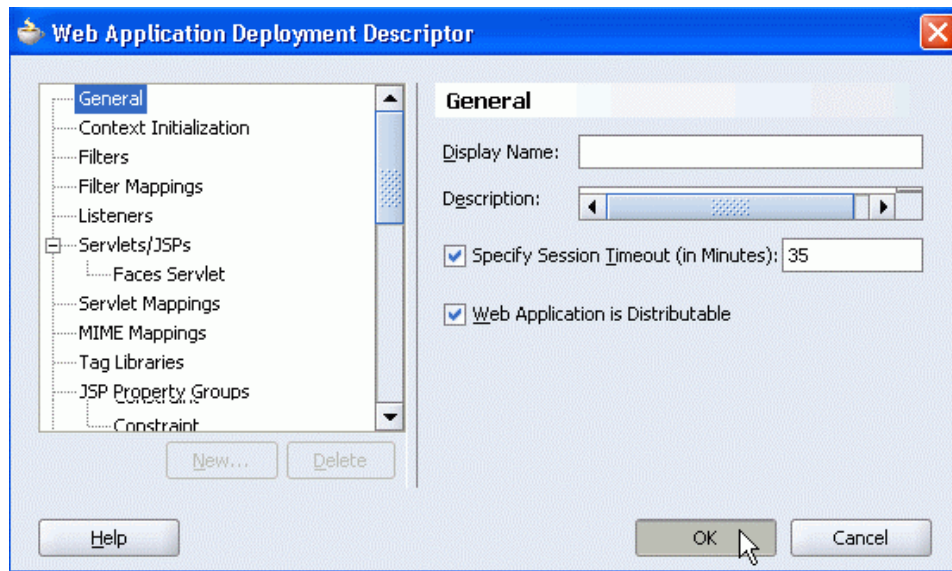 Web Application Deployment Descriptor
General
Context Initialization
Filters
Filter Mappings
Listeners
Servlets/JSPs
Faces Servlet
Servlet Mappings
MIME Mappings
Tag Libraries
JSP Property Groups
Constraint
New...
Delete
General
Display Name:
Description:
Specify Session Timeout (in Minutes): 35
Web Application is Distributable
Help
OK
Cancel